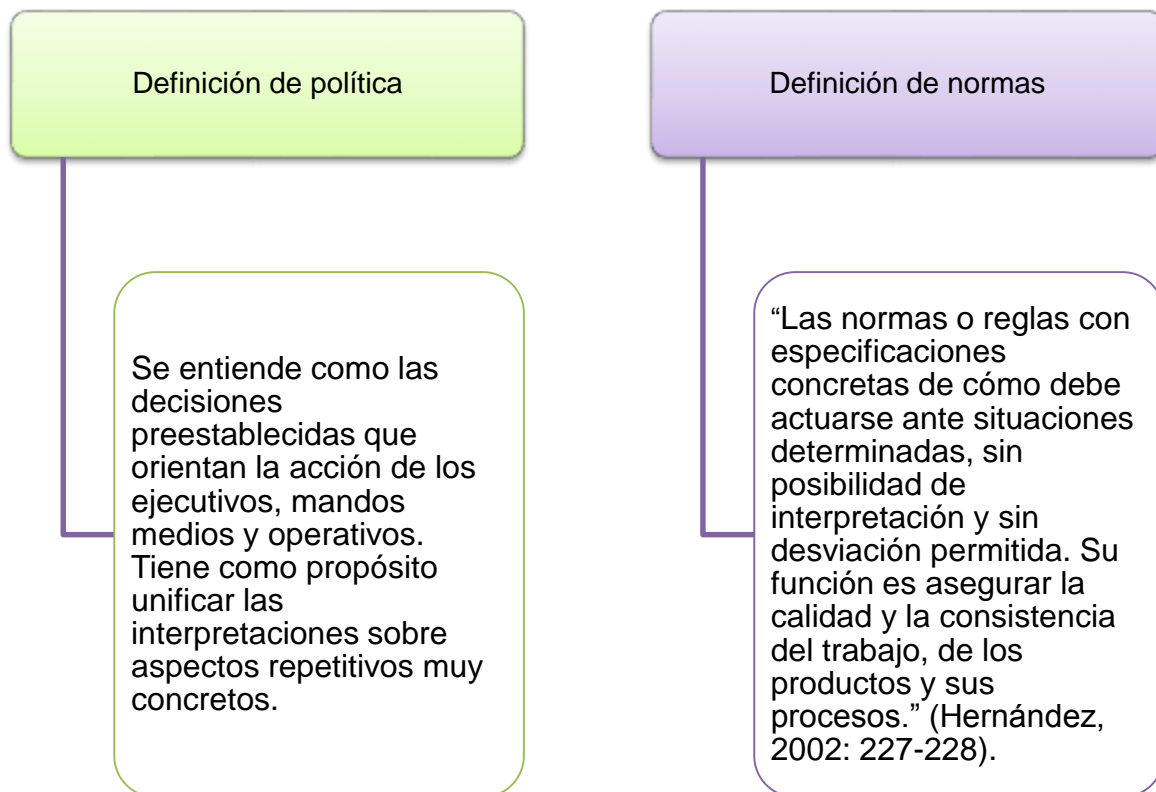 Definición de política
Se entiende como las
decisiones
preestablecidas que
orientan la acción de los
ejecutivos, mandos
medios y operativos.
Tiene como propósito
unificar las
interpretaciones sobre
aspectos repetitivos muy
concretos.
Definición de normas
“Las normas o reglas con
especificaciones
concretas de cómo debe
actuarse ante situaciones
determinadas, sin
posibilidad de
interpretación y sin
desviación permitida. Su
función es asegurar la
calidad y la consistencia
del trabajo, de los
productos y sus
procesos.” (Hernández,
2002: 227-228).